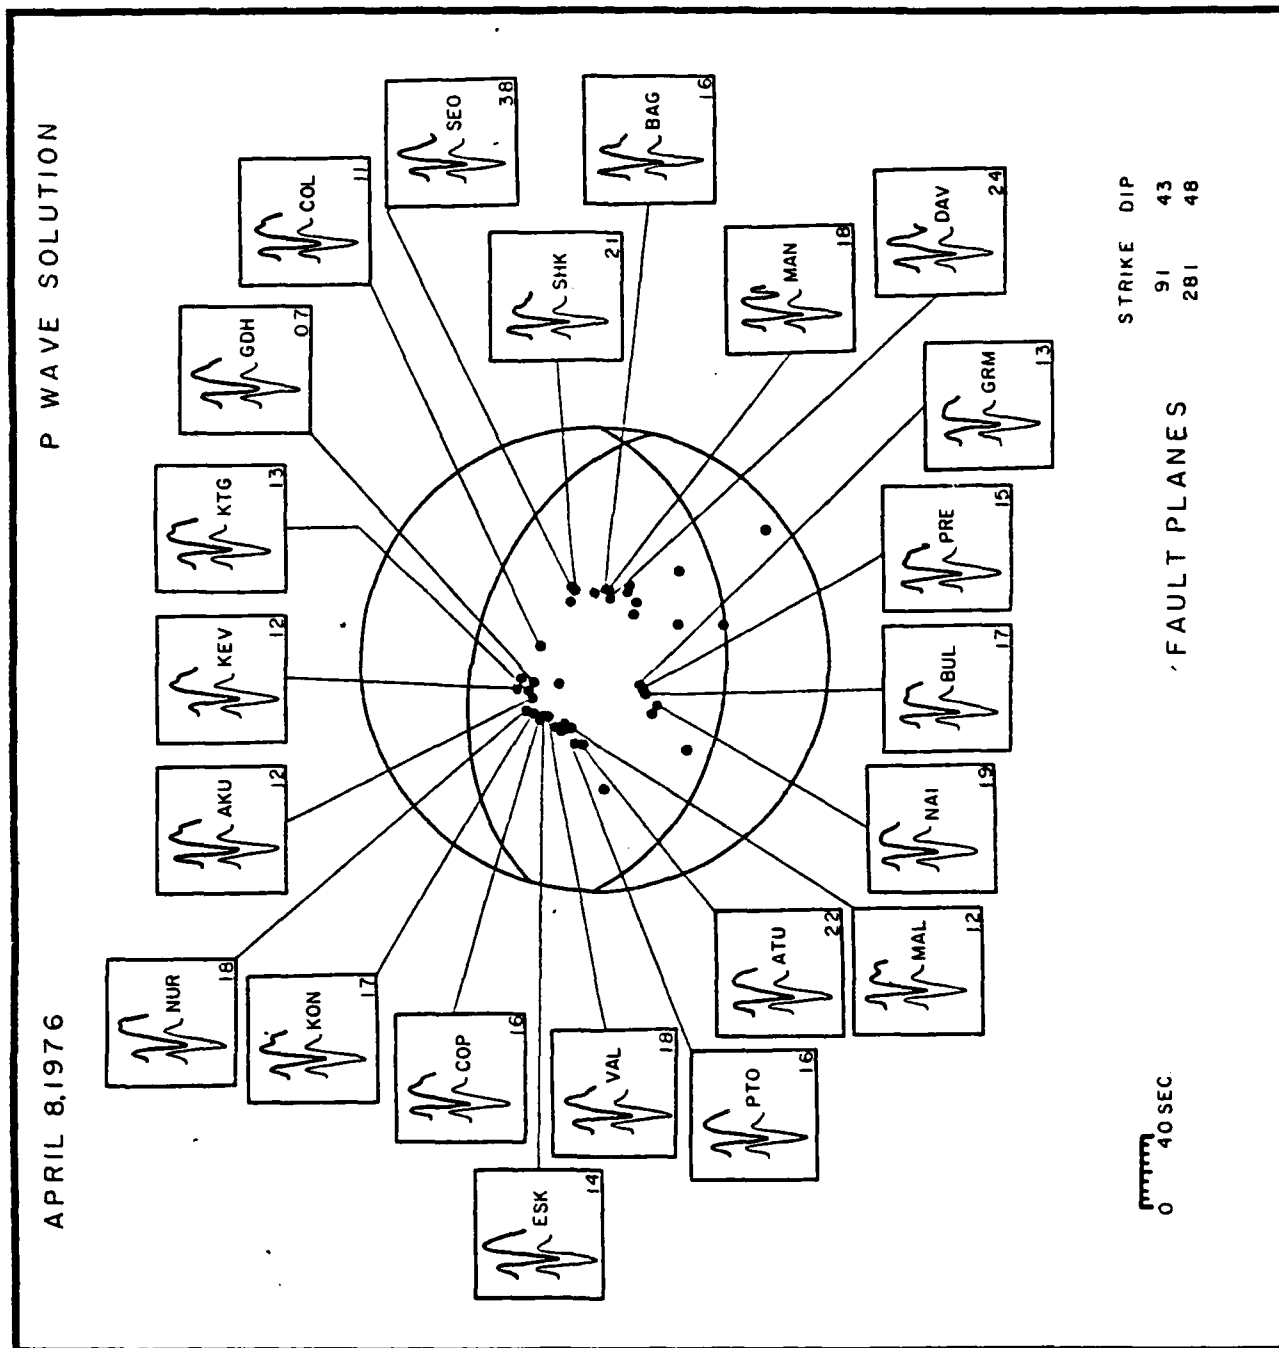 APRIL 8,1976
P WAVE SOLUTION
NUR
18
AKU
12
KEV
12
KTG
13
GDH
07
COL
11
SEO
38
KON
17
COP
16
ESK
14
VAL
18
PTO
16
ATU
22
MAL
12
NAI
19
BUL
17
PRE
15
GRM
13
SHK
21
BAG
16
MAN
18
DAV
24
0 40 SEC
FAULT PLANES
STRIKE DIP
91 43
281 48